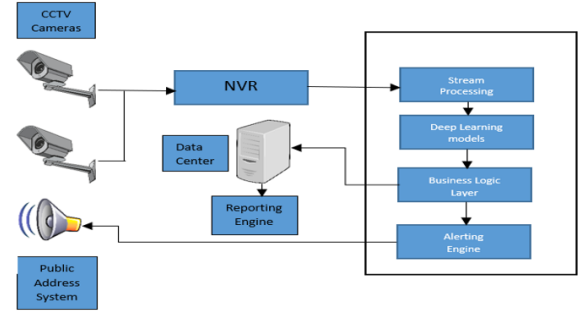 CCTV
Cameras
NVR
Stream
Processing
Deep Learning
models
Data
Center
Business Logic
Layer
Reporting
Engine
Alerting
Engine
Public
Address
System